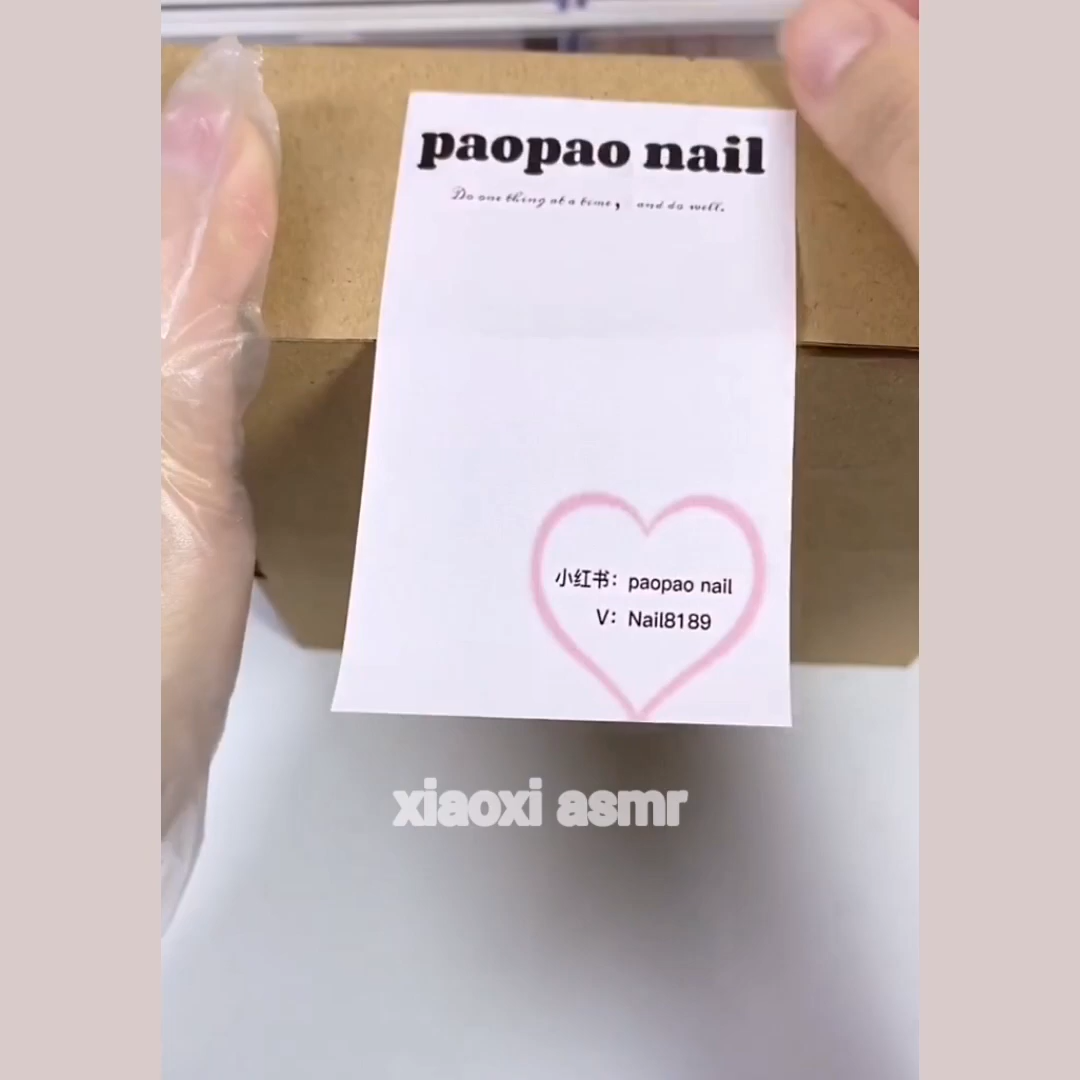 paopao nail
Do one thing at a time， and do well.
小红书：paopao nail
V：Nail8189
xiaoxi asmr